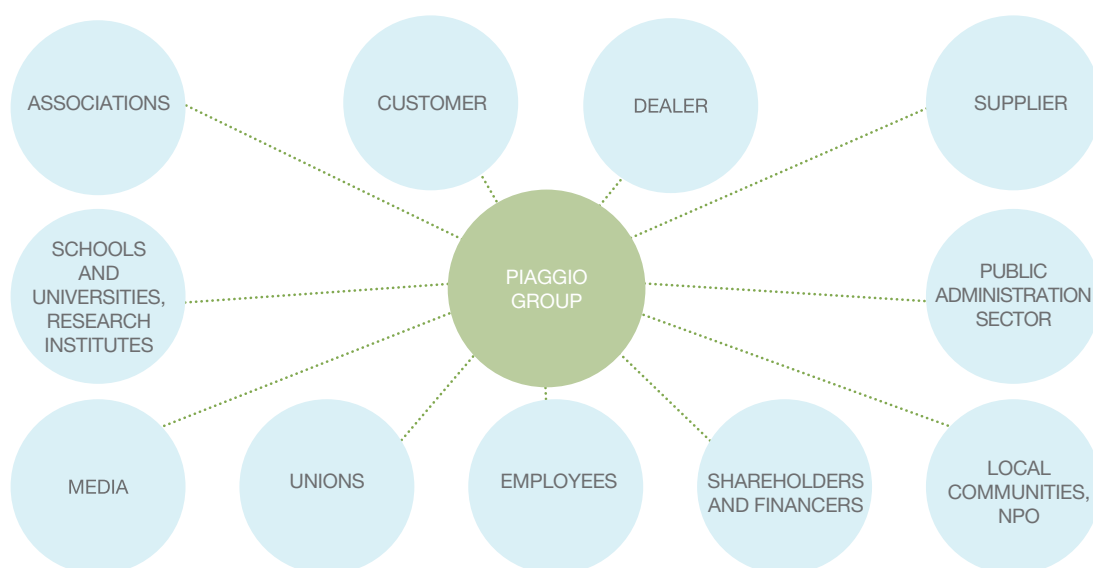 ASSOCIATIONS
CUSTOMER
DEALER
SUPPLIER
SCHOOLS
AND
UNIVERSITIES,
RESEARCH
INSTITUTES
PIAGGIO
GROUP
PUBLIC
ADMINISTRATION
SECTOR
MEDIA
UNIONS
EMPLOYEES
SHAREHOLDERS
AND FINANCERS
LOCAL
COMMUNITIES,
NPO